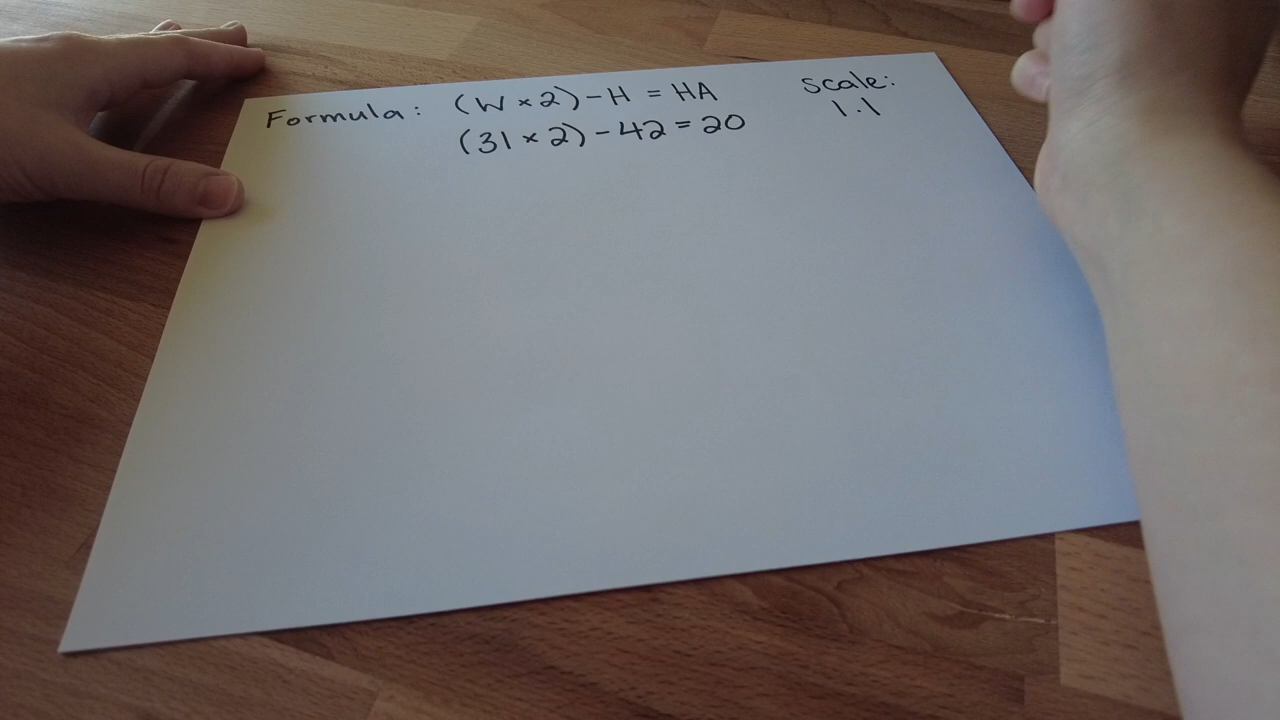 Formula: (W × 2) - H = HA
(31 × 2) - 42 = 20
Scale:
1.1